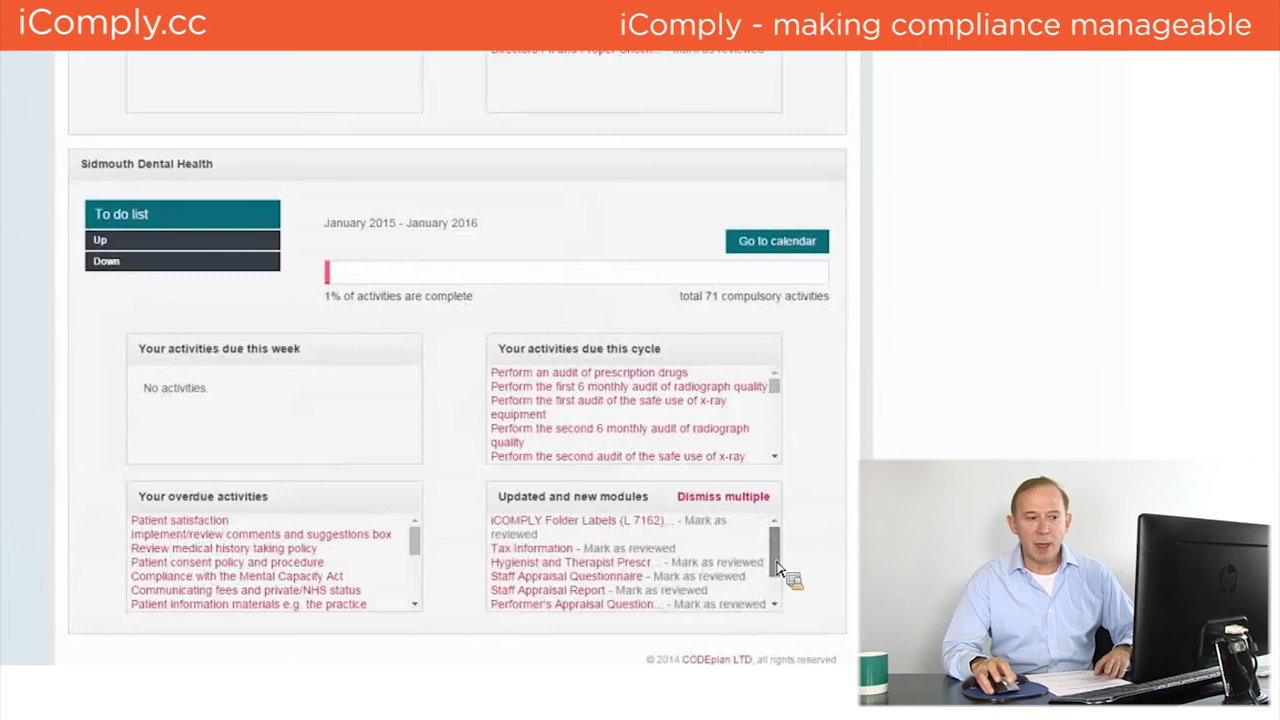 iComply.cc
iComply - making compliance manageable
Directors Fit and Proper Check... - Mark as reviewed
Sidmouth Dental Health
To do list
Up
Down
January 2015 - January 2016
Go to calendar
1% of activities are complete
total 71 compulsory activities
Your activities due this week
No activities.
Your activities due this cycle
Perform an audit of prescription drugs
Perform the first 6 monthly audit of radiograph quality
Perform the first audit of the safe use of x-ray
equipment
Perform the second 6 monthly audit of radiograph
quality
Perform the second audit of the safe use of x-ray
Your overdue activities
Patient satisfaction
Implement/review comments and suggestions box
Review medical history taking policy
Patient consent policy and procedure
Compliance with the Mental Capacity Act
Communicating fees and private/NHS status
Patient information materials e.g. the practice
Updated and new modules
Dismiss multiple
iCOMPLY Folder Labels (L 7162)... - Mark as
reviewed
Tax Information - Mark as reviewed
Hygienist and Therapist Prescr... - Mark as reviewed
Staff Appraisal Questionnaire - Mark as reviewed
Staff Appraisal Report - Mark as reviewed
Performer's Appraisal Question... - Mark as reviewed
© 2014 CODEplan LTD, all rights reserved
hp